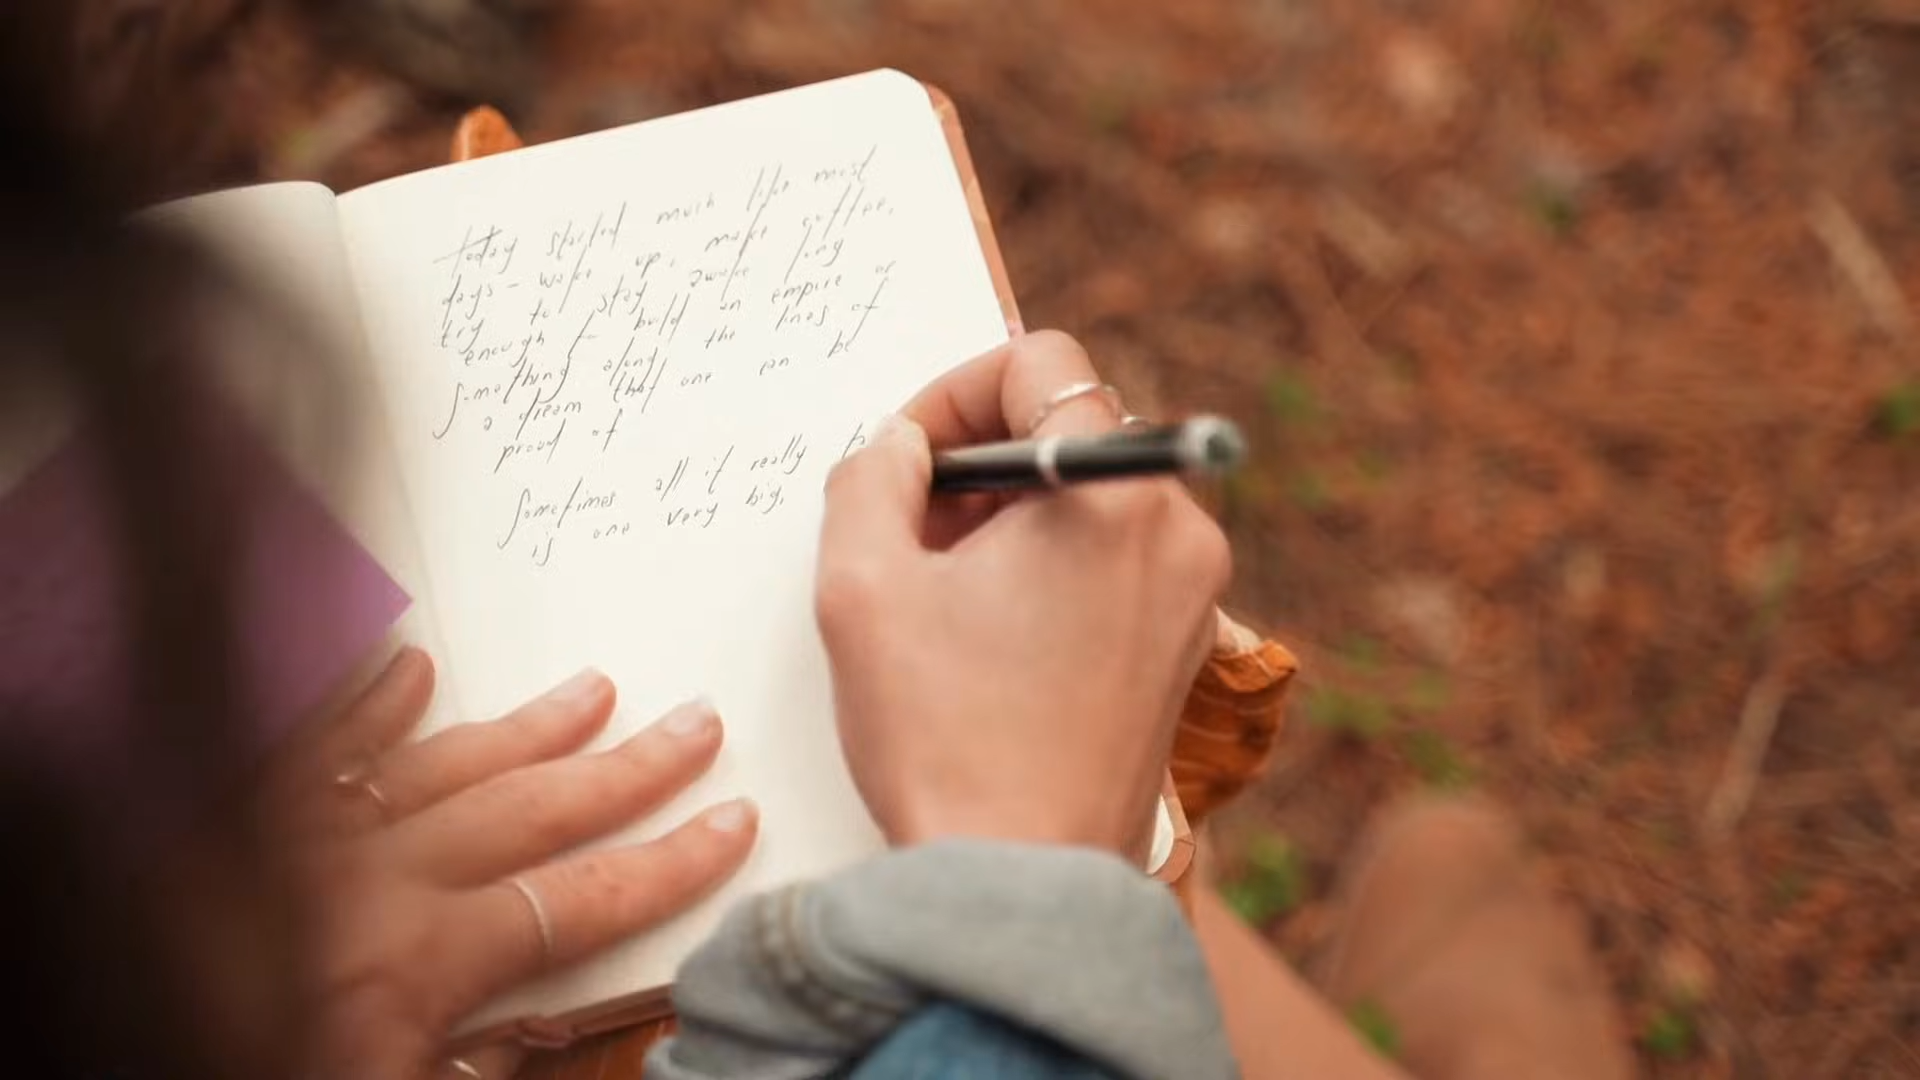 today started much like most
days - wake up, make coffee,
try to stay awake long
enough to build an empire or
something along the lines of
a dream that one can be
proud of
Sometimes all it really
is one very big,